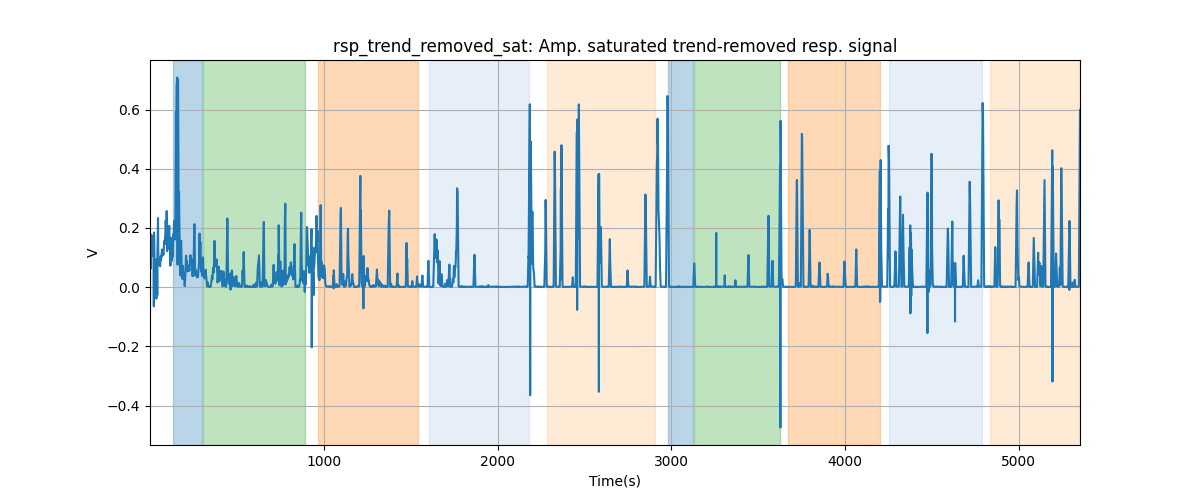 rsp_trend_removed_sat: Amp. saturated trend-removed resp. signal
0.6
0.4
0.2
0.0
−0.2
−0.4
V
1000 2000 3000 4000 5000
Time(s)